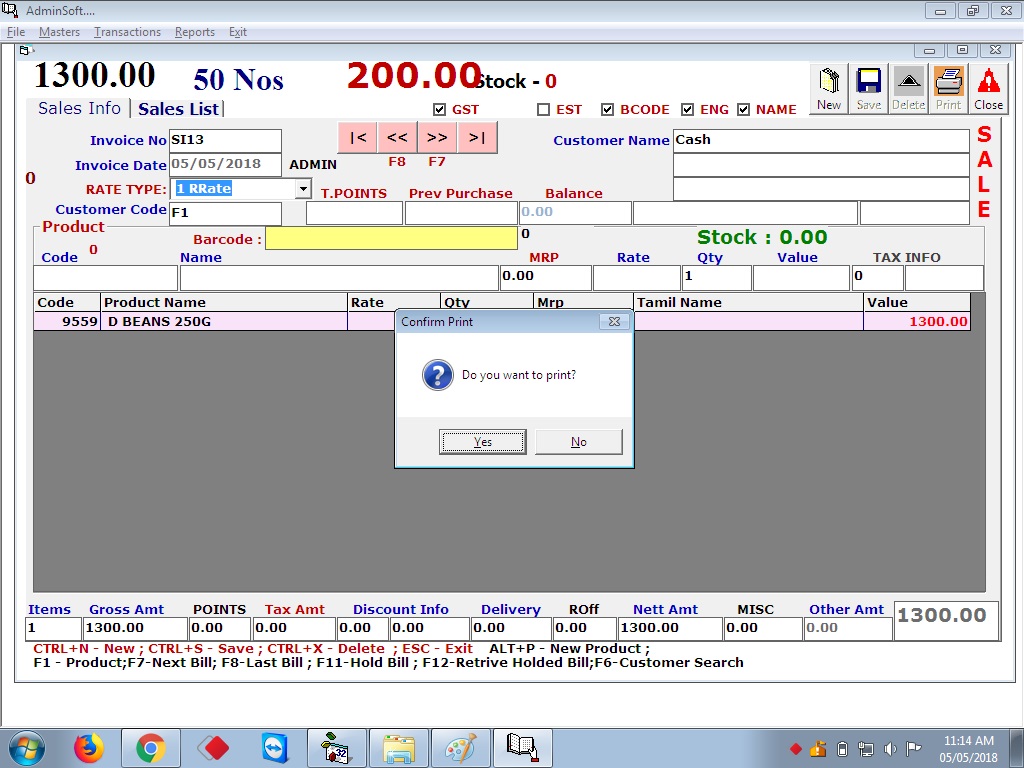 AdminSoft....
File Masters Transactions Reports Exit
1300.00 50 Nos 200.00 Stock - 0
New Save Delete Print Close
Sales Info Sales List
GST EST BCODE ENG NAME
Invoice No SI13 |< << >> >| Customer Name Cash
Invoice Date 05/05/2018 ADMIN F8 F7
0
RATE TYPE: 1 RRate T.POINTS Prev Purchase Balance
Customer Code F1 0.00
SALE
Product
Barcode : 0 Stock : 0.00
Code 0 Name MRP Rate Qty Value TAX INFO
0.00 1 0
Code Product Name Rate Qty Mrp Tamil Name Value
9559 D BEANS 250G 1300.00
Confirm Print
Do you want to print?
Yes No
Items Gross Amt POINTS Tax Amt Discount Info Delivery ROff Nett Amt MISC Other Amt 1300.00
1 1300.00 0.00 0.00 0.00 0.00 0.00 0.00 1300.00 0.00 0.00
CTRL+N - New ; CTRL+S - Save ; CTRL+X - Delete ; ESC - Exit ALT+P - New Product ;
F1 - Product;F7-Next Bill; F8-Last Bill ; F11-Hold Bill ; F12-Retrive Holded Bill;F6-Customer Search
32
11:14 AM
05/05/2018